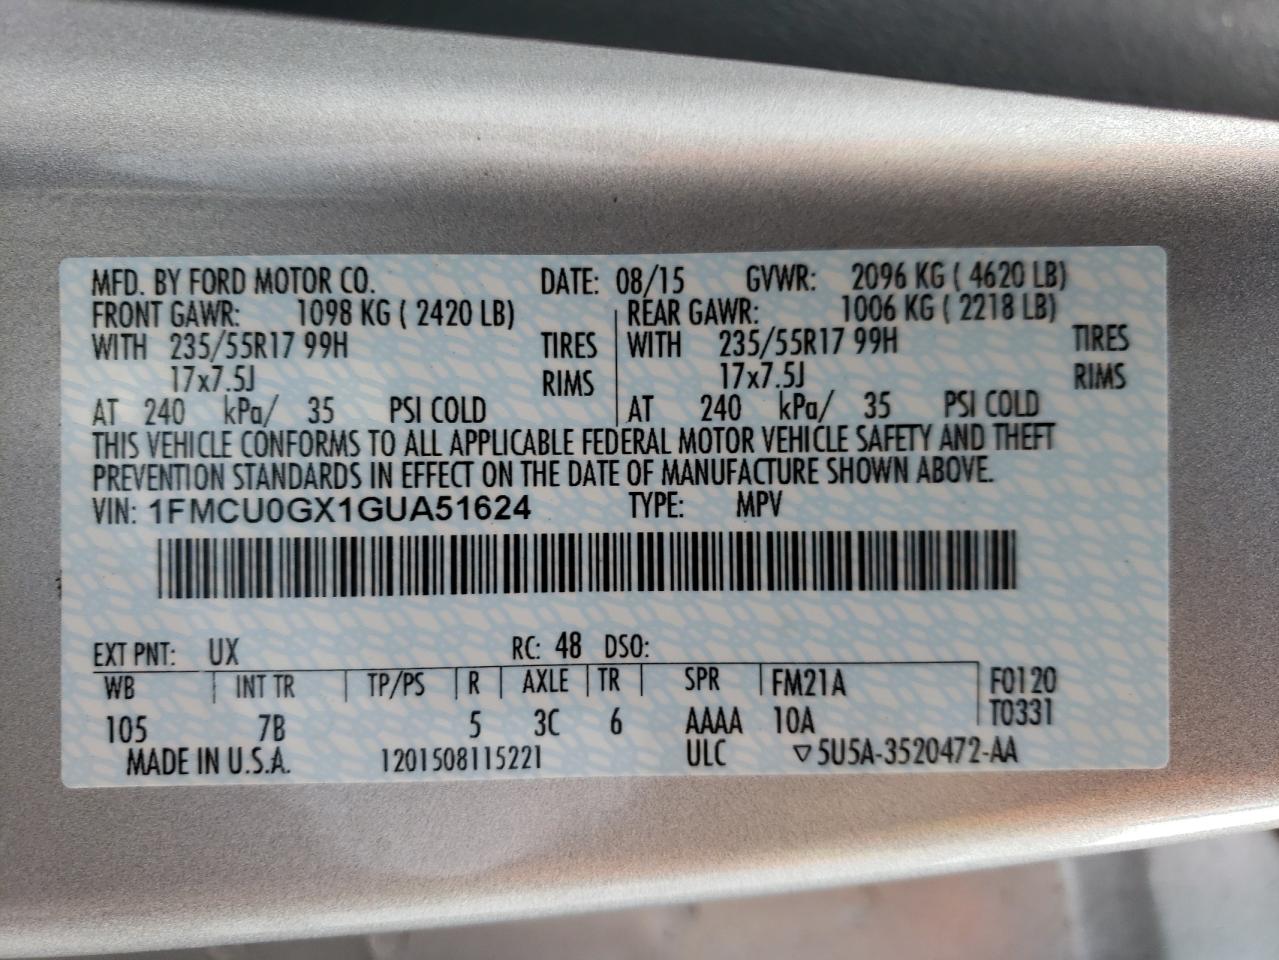 MFD. BY FORD MOTOR CO. DATE: 08/15 GVWR: 2096 KG ( 4620 LB)
FRONT GAWR: 1098 KG ( 2420 LB) REAR GAWR: 1006 KG ( 2218 LB)
WITH 235/55R17 99H TIRES WITH 235/55R17 99H TIRES
17x7.5J RIMS 17x7.5J RIMS
AT 240 kPa/ 35 PSI COLD AT 240 kPa/ 35 PSI COLD
THIS VEHICLE CONFORMS TO ALL APPLICABLE FEDERAL MOTOR VEHICLE SAFETY AND THEFT
PREVENTION STANDARDS IN EFFECT ON THE DATE OF MANUFACTURE SHOWN ABOVE.
VIN: 1FMCU0GX1GUA51624 TYPE: MPV
EXT PNT: UX RC: 48 DSO:
WB INT TR TP/PS R AXLE TR SPR FM21A F0120
105 7B 5 3C 6 AAAA 10A T0331
MADE IN U.S.A. 1201508115221 ULC ▽5U5A-3520472-AA